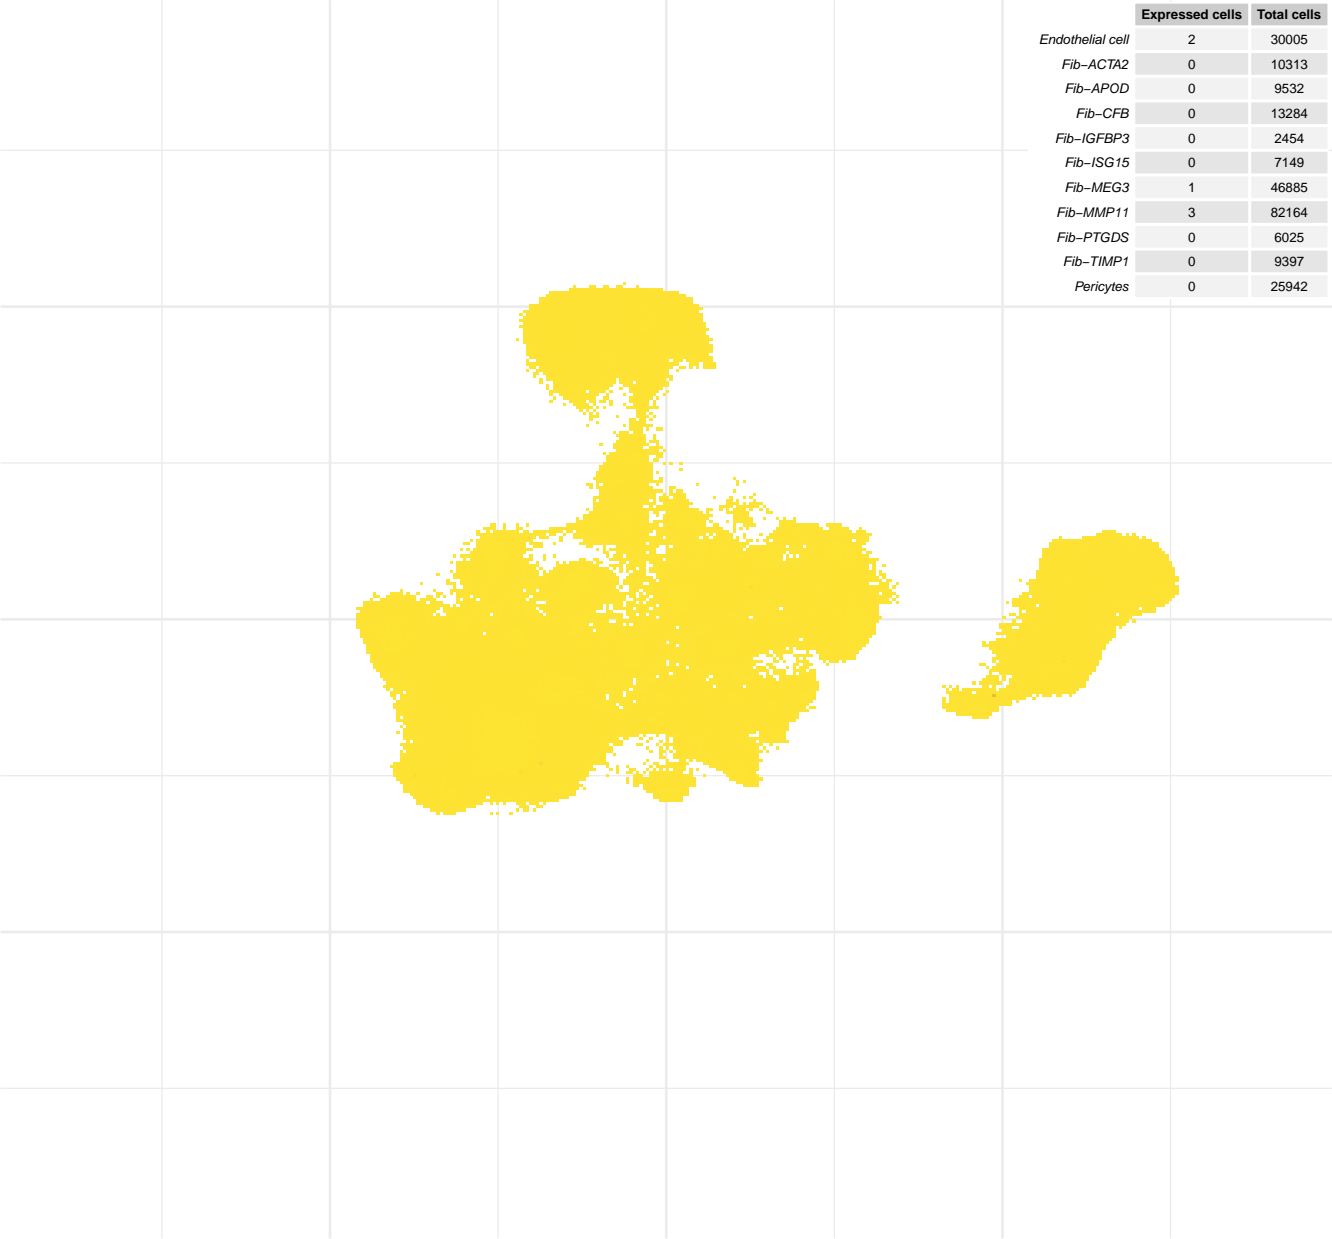 Expressed cells Total cells
Endothelial cell 2 30005
Fib−ACTA2 0 10313
Fib−APOD 0 9532
Fib−CFB 0 13284
Fib−IGFBP3 0 2454
Fib−ISG15 0 7149
Fib−MEG3 1 46885
Fib−MMP11 3 82164
Fib−PTGDS 0 6025
Fib−TIMP1 0 9397
Pericytes 0 25942